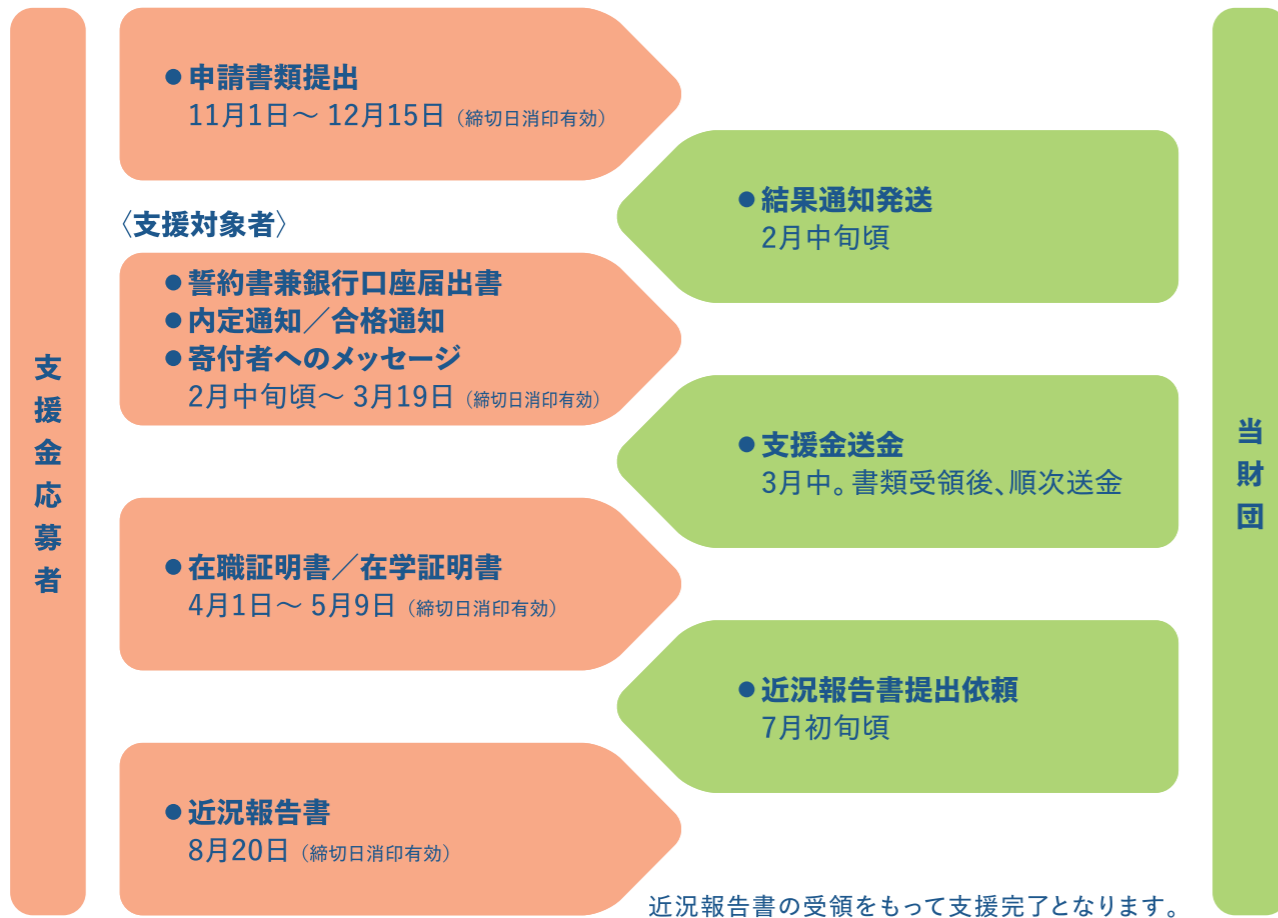 支援金応募者
●申請書類提出
11月1日～12月15日（締切日消印有効）
●結果通知発送
2月中旬頃
〈支援対象者〉
●誓約書兼銀行口座届出書
●内定通知／合格通知
●寄付者へのメッセージ
2月中旬頃～3月19日（締切日消印有効）
●支援金送金
3月中。書類受領後、順次送金
●在職証明書／在学証明書
4月1日～5月9日（締切日消印有効）
●近況報告書提出依頼
7月初旬頃
●近況報告書
8月20日（締切日消印有効）
近況報告書の受領をもって支援完了となります。
当財団